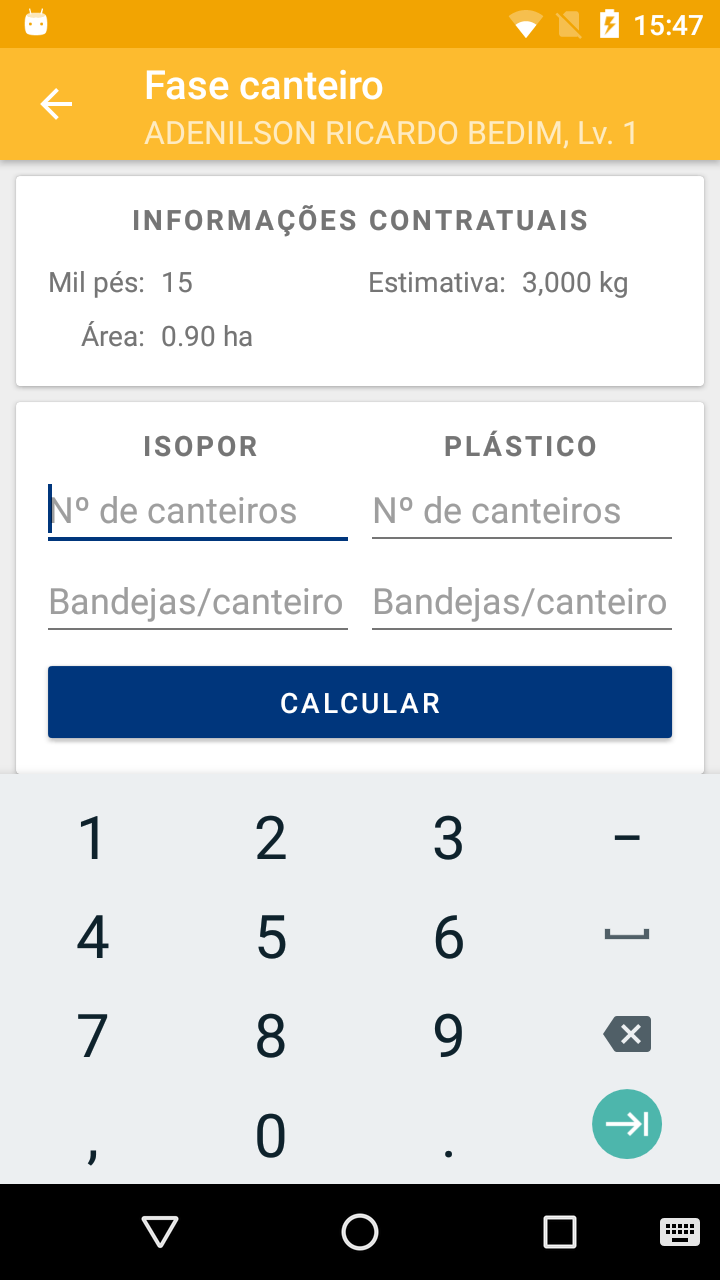 15:47
Fase canteiro
ADENILSON RICARDO BEDIM, Lv. 1
INFORMAÇÕES CONTRATUAIS
Mil pés: 15 Estimativa: 3,000 kg
Área: 0.90 ha
ISOPOR PLÁSTICO
Nº de canteiros Nº de canteiros
Bandejas/canteiro Bandejas/canteiro
CALCULAR
1 2 3 –
4 5 6
7 8 9
, 0 .